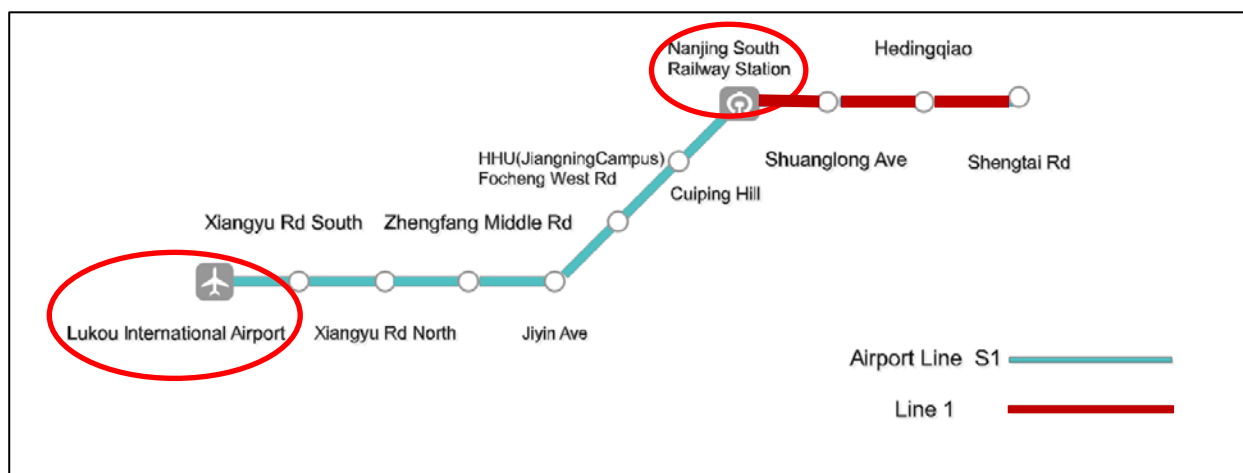 Nanjing South
Railway Station
Hedingqiao
HHU(JiangningCampus)
Focheng West Rd
Shuanglong Ave
Shengtai Rd
Cuiping Hill
Xiangyu Rd South
Zhengfang Middle Rd
Lukou International Airport
Xiangyu Rd North
Jiyin Ave
Airport Line S1
Line 1